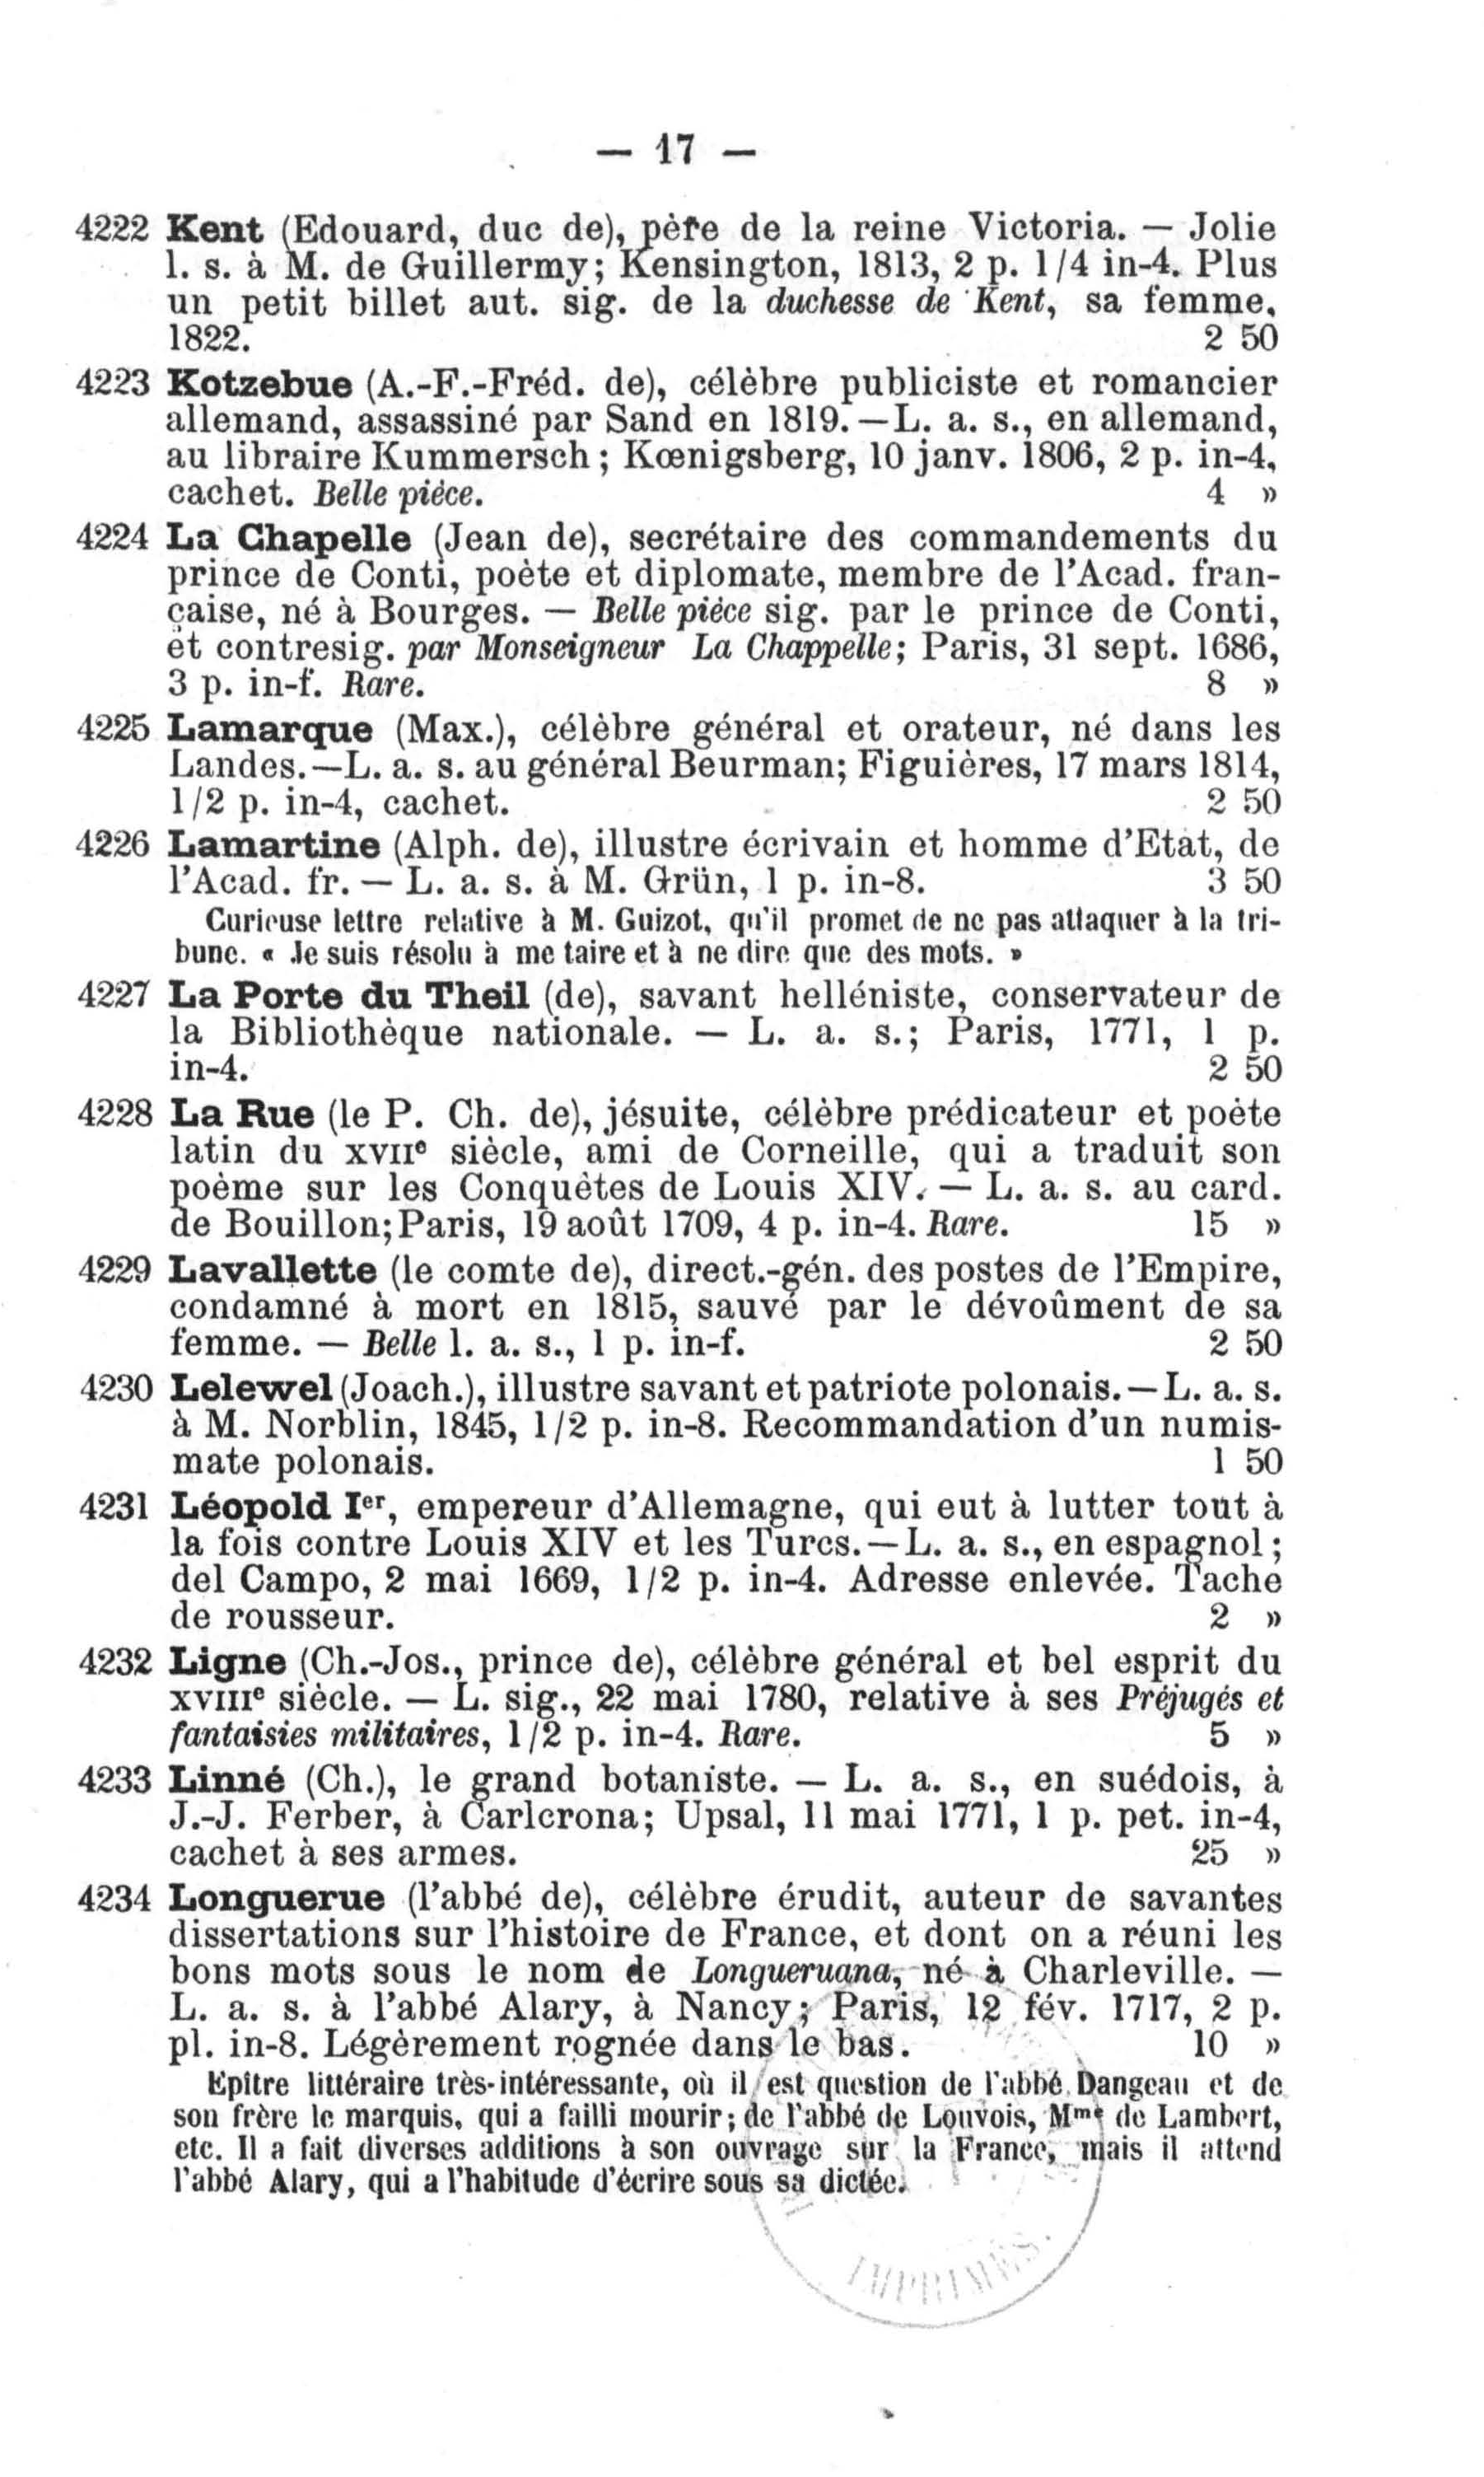 — 17 —
4222 Kent (Edouard, duc de), père de la reine Victoria. — Jolie
l. s. à M. de Guillermy; Kensington, 1813, 2 p. 1/4 in-4. Plus
un petit billet aut. sig. de la duchesse de Kent, sa femme,
1822. 2 50
4223 Kotzebue (A.-F.-Fréd. de), célèbre publiciste et romancier
allemand, assassiné par Sand en 1819. — L. a. s., en allemand,
au libraire Kummersch; Kœnigsberg, 10 janv. 1806, 2 p. in-4,
cachet. Belle pièce. 4 »
4224 La Chapelle (Jean de), secrétaire des commandements du
prince de Conti, poète et diplomate, membre de l'Acad. fran-
çaise, né à Bourges. — Belle pièce sig. par le prince de Conti,
et contresig. par Monseigneur La Chappelle; Paris, 31 sept. 1686,
3 p. in-f. Rare. 8 »
4225 Lamarque (Max.), célèbre général et orateur, né dans les
Landes. — L. a. s. au général Beurman; Figuières, 17 mars 1814,
1/2 p. in-4, cachet. 2 50
4226 Lamartine (Alph. de), illustre écrivain et homme d'Etat, de
l'Acad. fr. — L. a. s. à M. Grün, 1 p. in-8. 3 50
Curieuse lettre relative à M. Guizot, qu'il promet de ne pas attaquer à la tri-
bune. « Je suis résolu à me taire et à ne dire que des mots. »
4227 La Porte du Theil (de), savant helléniste, conservateur de
la Bibliothèque nationale. — L. a. s.; Paris, 1771, 1 p.
in-4. 2 50
4228 La Rue (le P. Ch. de), jésuite, célèbre prédicateur et poète
latin du XVIIe siècle, ami de Corneille, qui a traduit son
poème sur les Conquètes de Louis XIV. — L. a. s. au card.
de Bouillon; Paris, 19 août 1709, 4 p. in-4. Rare. 15 »
4229 Lavallette (le comte de), direct.-gén. des postes de l'Empire,
condamné à mort en 1815, sauvé par le dévoûment de sa
femme. — Belle l. a. s., 1 p. in-f. 2 50
4230 Lelewel (Joach.), illustre savant et patriote polonais. — L. a. s.
à M. Norblin, 1845, 1/2 p. in-8. Recommandation d'un numis-
mate polonais. 1 50
4231 Léopold Ier, empereur d'Allemagne, qui eut à lutter tout à
la fois contre Louis XIV et les Turcs. — L. a. s., en espagnol;
del Campo, 2 mai 1669, 1/2 p. in-4. Adresse enlevée. Tache
de rousseur. 2 »
4232 Ligne (Ch.-Jos., prince de), célèbre général et bel esprit du
XVIIIe siècle. — L. sig., 22 mai 1780, relative à ses Préjugés et
fantaisies militaires, 1/2 p. in-4. Rare. 5 »
4233 Linné (Ch.), le grand botaniste. — L. a. s., en suédois, à
J.-J. Ferber, à Carlcrona; Upsal, 11 mai 1771, 1 p. pet. in-4,
cachet à ses armes. 25 »
4234 Longuerue (l'abbé de), célèbre érudit, auteur de savantes
dissertations sur l'histoire de France, et dont on a réuni les
bons mots sous le nom de Longueruana, né à Charleville. —
L. a. s. à l'abbé Alary, à Nancy; Paris, 12 fév. 1717, 2 p.
pl. in-8. Légèrement rognée dans le bas. 10 »
Epître littéraire très-intéressante, où il est question de l'abbé Dangeau et de
son frère le marquis, qui a failli mourir; de l'abbé de Louvois, Mme de Lambert,
etc. Il a fait diverses additions à son ouvrage sur la France, mais il attend
l'abbé Alary, qui a l'habitude d'écrire sous sa dictée.
IMPRIMÉS.